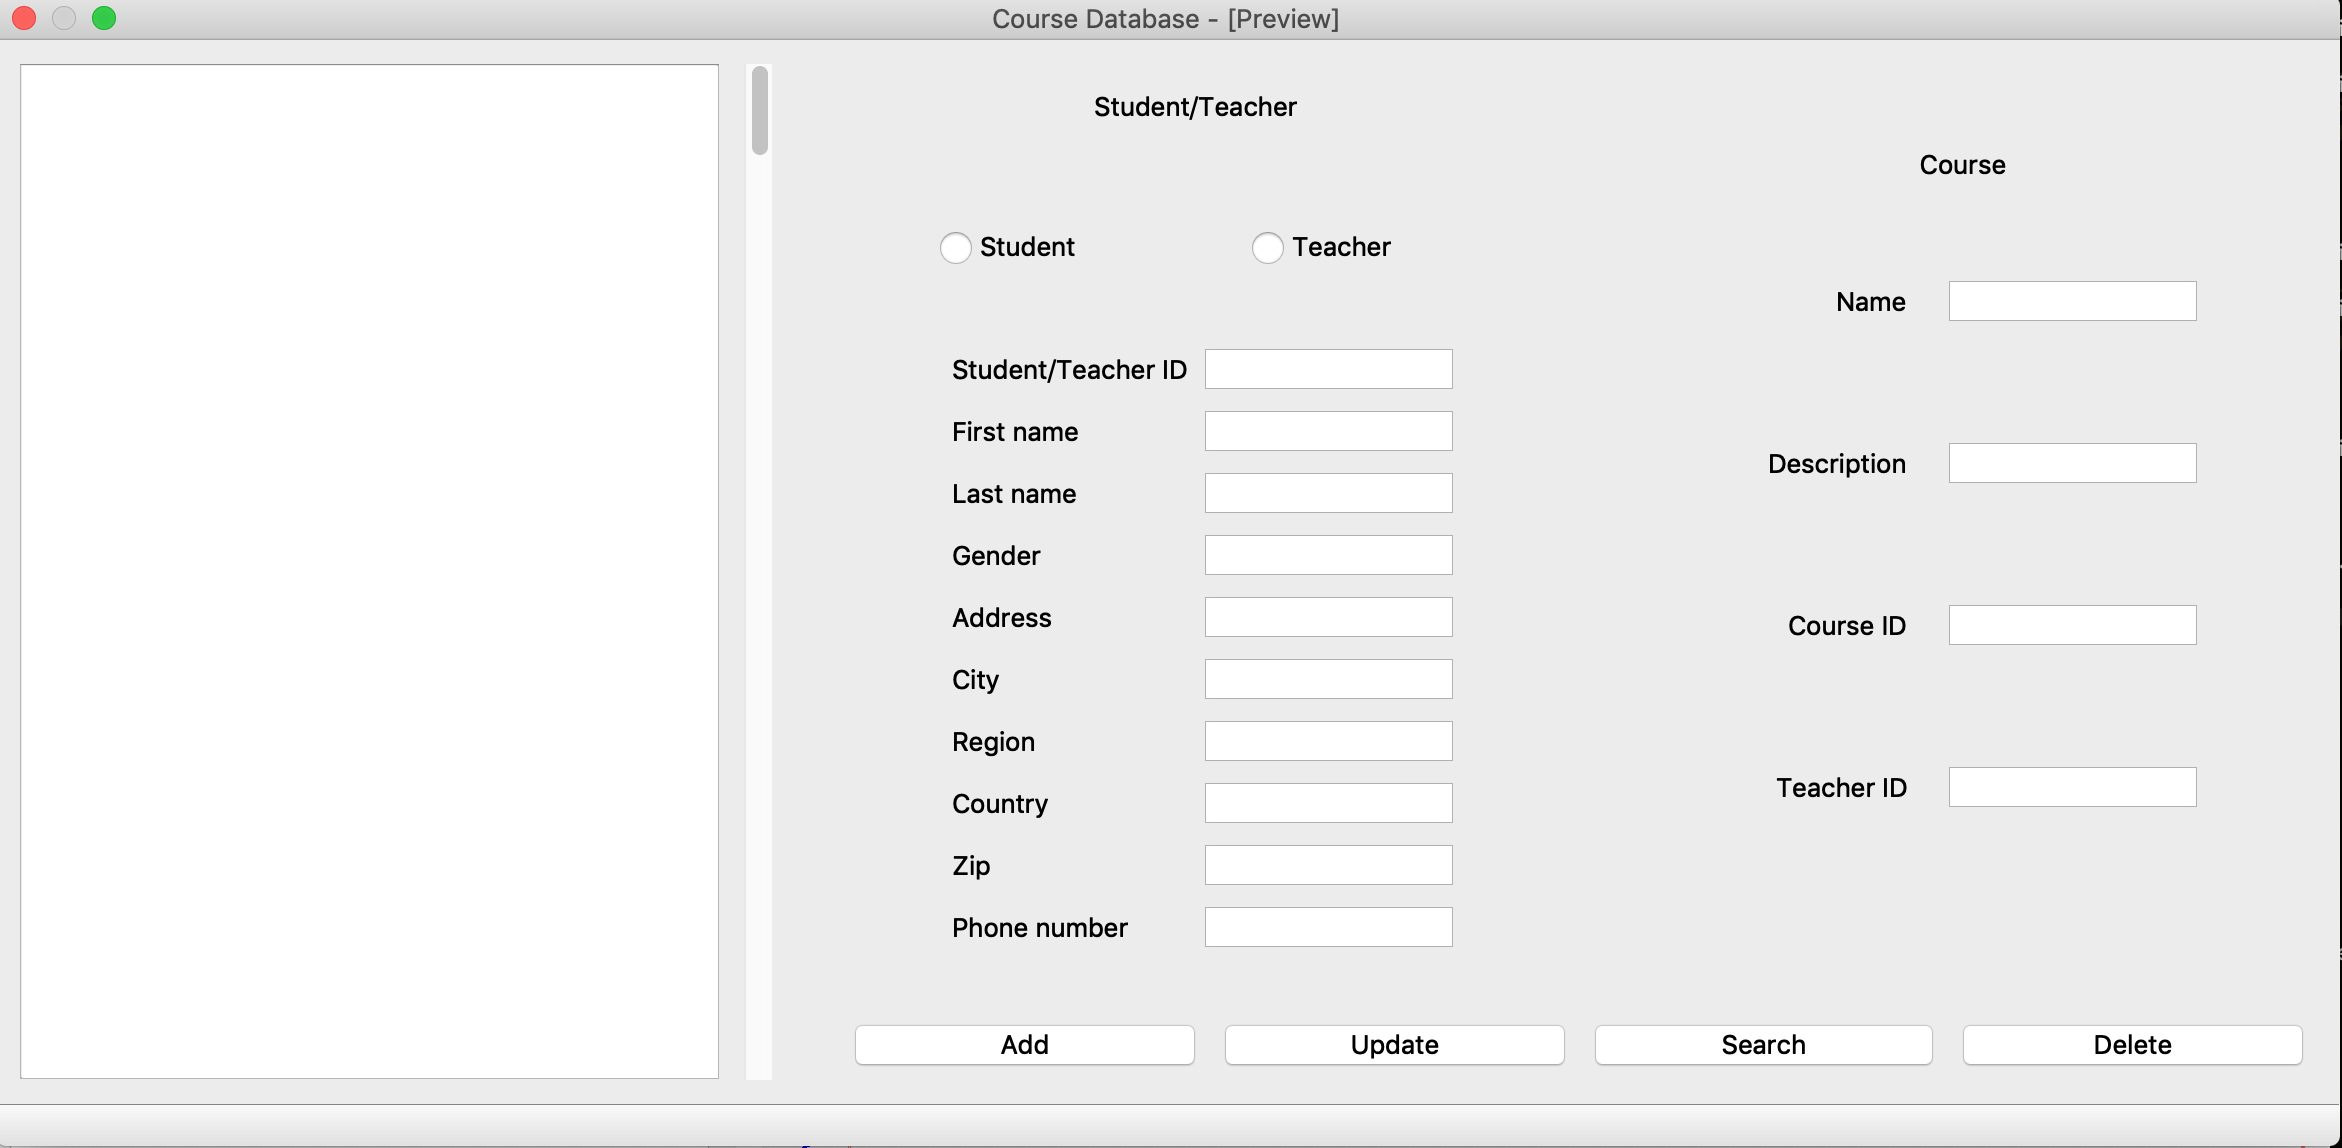 Course Database - [Preview]
Student/Teacher
Student
Teacher
Student/Teacher ID
First name
Last name
Gender
Address
City
Region
Country
Zip
Phone number
Course
Name
Description
Course ID
Teacher ID
Add
Update
Search
Delete